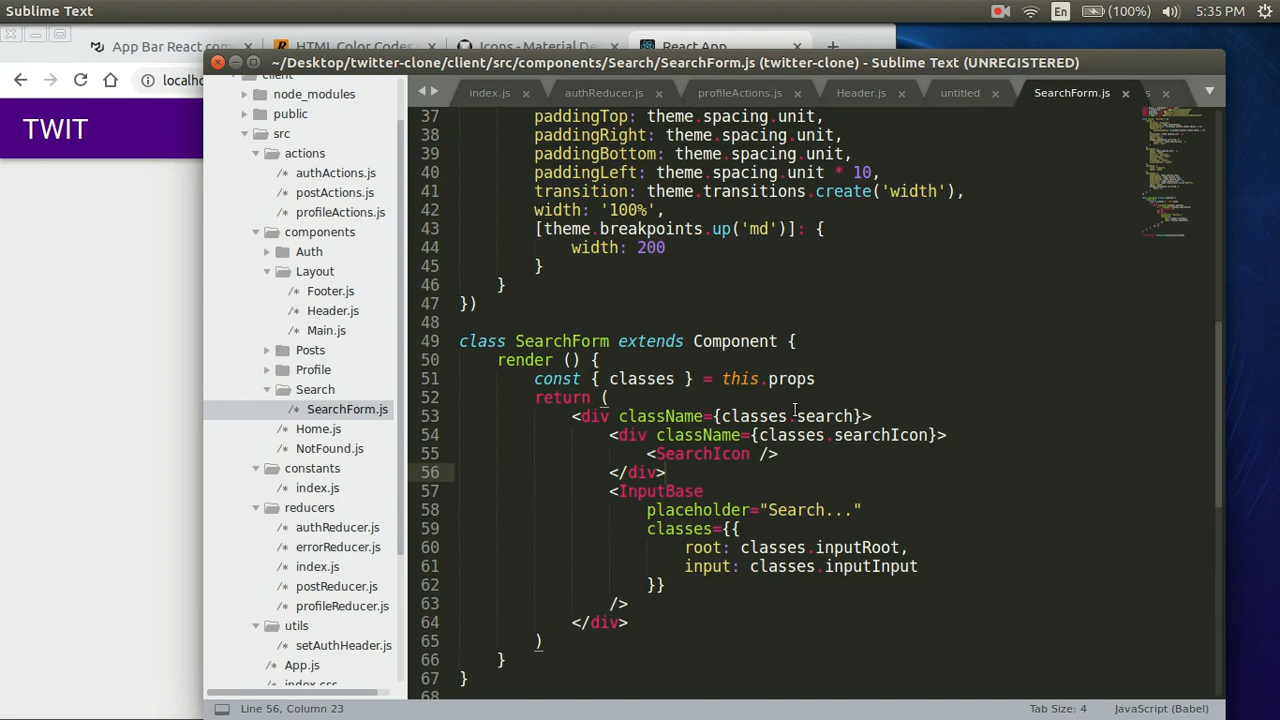 Sublime Text
En
(100%)
5:35 PM
App Bar React com
HTML Color Codes
Icons - Material De
React App
localho
TWIT
~/Desktop/twitter-clone/client/src/components/Search/SearchForm.js (twitter-clone) - Sublime Text (UNREGISTERED)
index.js
authReducer.js
profileActions.js
Header.js
untitled
SearchForm.js
client
node_modules
public
src
actions
authActions.js
postActions.js
profileActions.js
components
Auth
Layout
Footer.js
Header.js
Main.js
Posts
Profile
Search
SearchForm.js
Home.js
NotFound.js
constants
index.js
reducers
authReducer.js
errorReducer.js
index.js
postReducer.js
profileReducer.js
utils
setAuthHeader.js
App.js
index.css
37 paddingTop: theme.spacing.unit,
38 paddingRight: theme.spacing.unit,
39 paddingBottom: theme.spacing.unit,
40 paddingLeft: theme.spacing.unit * 10,
41 transition: theme.transitions.create('width'),
42 width: '100%',
43 [theme.breakpoints.up('md')]: {
44 width: 200
45 }
46 }
47 })
48
49 class SearchForm extends Component {
50 render () {
51 const { classes } = this.props
52 return (
53 <div className={classes.search}>
54 <div className={classes.searchIcon}>
55 <SearchIcon />
56 </div>
57 <InputBase
58 placeholder="Search..."
59 classes={{
60 root: classes.inputRoot,
61 input: classes.inputInput
62 }}
63 />
64 </div>
65 )
66 }
67 }
68
Line 56, Column 23
Tab Size: 4
JavaScript (Babel)